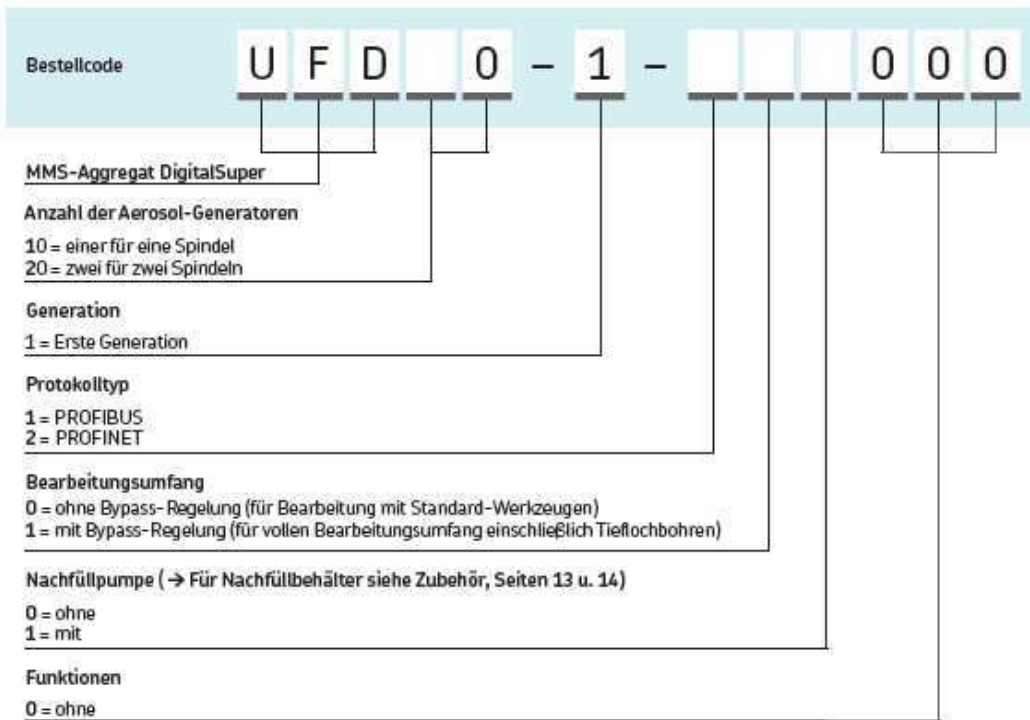 Bestellcode U F D 0 - 1 - 0 0 0
MMS-Aggregat DigitalSuper
Anzahl der Aerosol-Generatoren
10 = einer für eine Spindel
20 = zwei für zwei Spindeln
Generation
1 = Erste Generation
Protokolltyp
1 = PROFIBUS
2 = PROFINET
Bearbeitungsumfang
0 = ohne Bypass-Regelung (für Bearbeitung mit Standard-Werkzeugen)
1 = mit Bypass-Regelung (für vollen Bearbeitungsumfang einschließlich Tieflochbohren)
Nachfüllpumpe (→ Für Nachfüllbehälter siehe Zubehör, Seiten 13 u. 14)
0 = ohne
1 = mit
Funktionen
0 = ohne